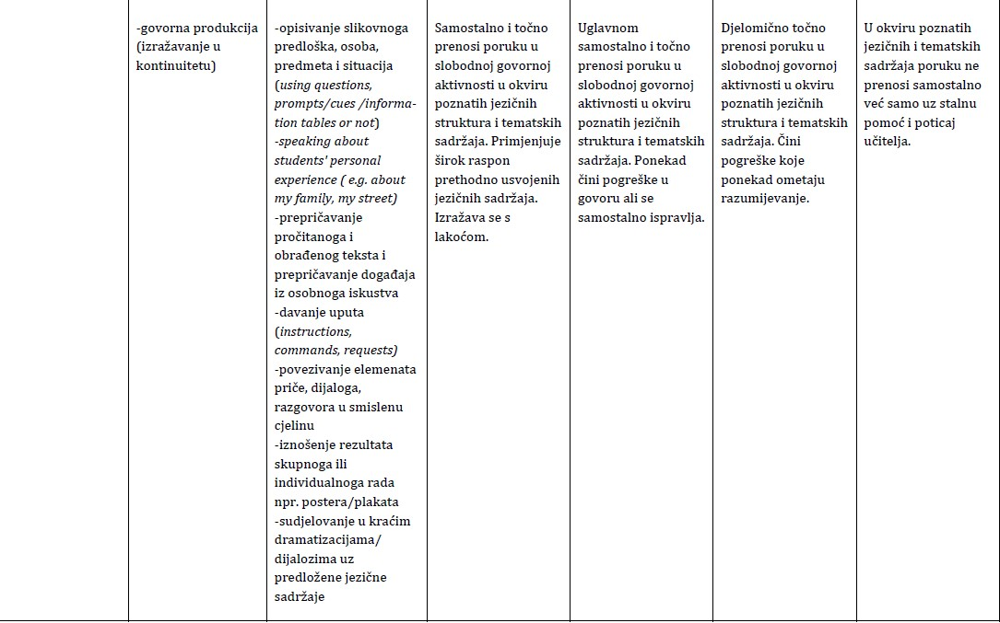 -govorna produkcija
(izražavanje u
kontinuitetu)
-opisivanje slikovnoga
predloška, osoba,
predmeta i situacija
(using questions,
prompts/cues /informa-
tion tables or not)
-speaking about
students' personal
experience ( e.g. about
my family, my street)
-prepričavanje
pročitanoga i
obrađenog teksta i
prepričavanje događaja
iz osobnoga iskustva
-davanje uputa
(instructions,
commands, requests)
-povezivanje elemenata
priče, dijaloga,
razgovora u smislenu
cjelinu
-iznošenje rezultata
skupnoga ili
individualnoga rada
npr. postera/plakata
-sudjelovanje u kraćim
dramatizacijama/
dijalozima uz
predložene jezične
sadržaje
Samostalno i točno
prenosi poruku u
slobodnoj govornoj
aktivnosti u okviru
poznatih jezičnih
struktura i tematskih
sadržaja. Primjenjuje
širok raspon
prethodno usvojenih
jezičnih sadržaja.
Izražava se s
lakoćom.
Uglavnom
samostalno i točno
prenosi poruku u
slobodnoj govornoj
aktivnosti u okviru
poznatih jezičnih
struktura i tematskih
sadržaja. Ponekad
čini pogreške u
govoru ali se
samostalno ispravlja.
Djelomično točno
prenosi poruku u
slobodnoj govornoj
aktivnosti u okviru
poznatih jezičnih
struktura i tematskih
sadržaja. Čini
pogreške koje
ponekad ometaju
razumijevanje.
U okviru poznatih
jezičnih i tematskih
sadržaja poruku ne
prenosi samostalno
već samo uz stalnu
pomoć i poticaj
učitelja.